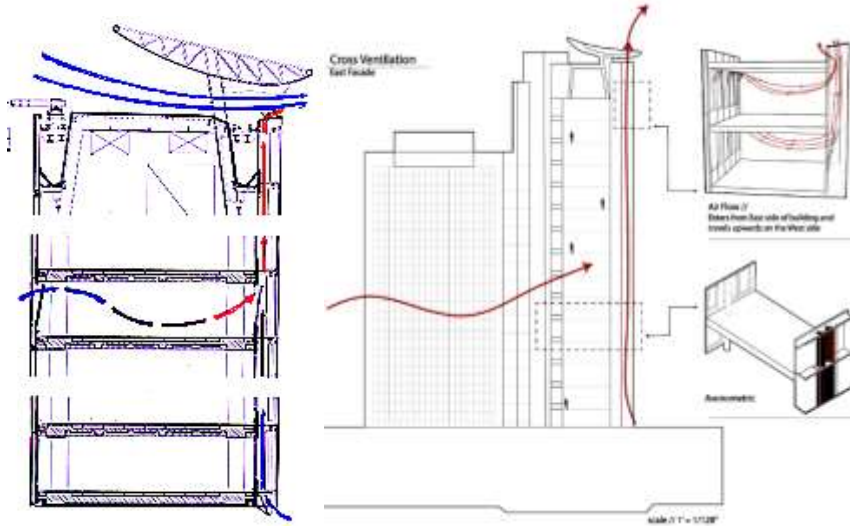 Cross Ventilation
East Facade
Air Flow //
Enters from East side of building and
travels upwards on the West side
Axonometric
scale // 1" = 1/128"